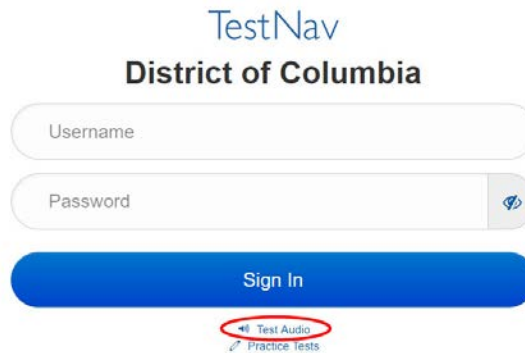 TestNav
District of Columbia
Username
Password
Sign In
Test Audio
Practice Tests